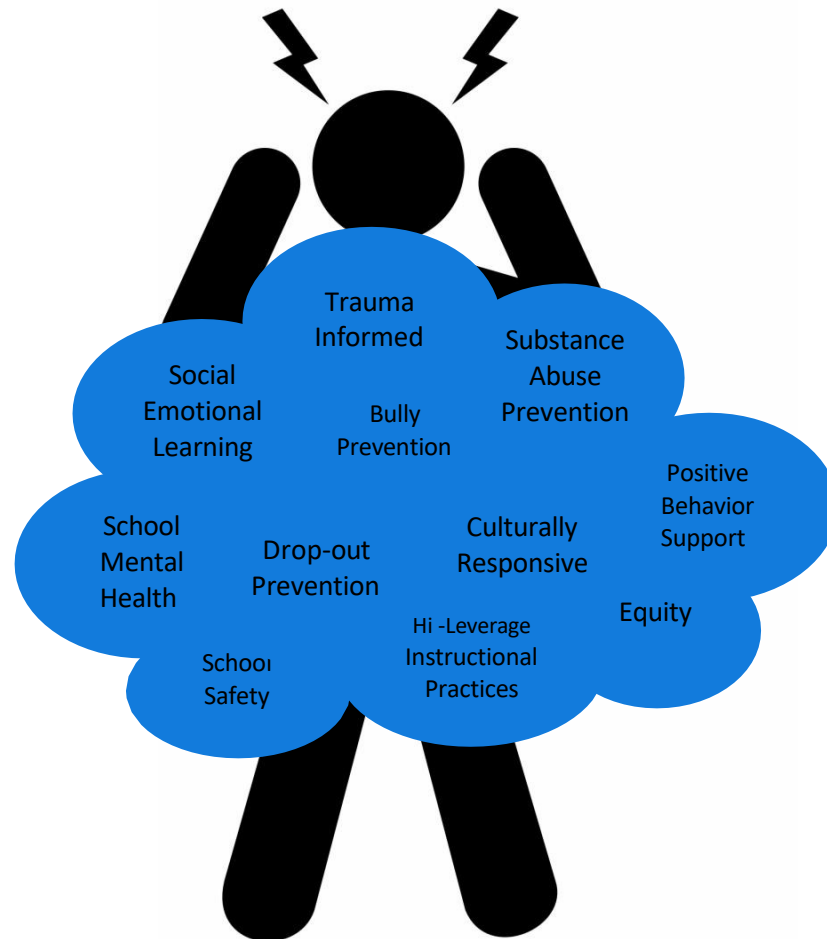 Trauma
Informed
Substance
Abuse
Prevention
Social
Emotional
Learning
Bully
Prevention
Positive
Behavior
Support
School
Mental
Health
Drop-out
Prevention
Culturally
Responsive
Equity
Hi -Leverage
Instructional
Practices
School
Safety